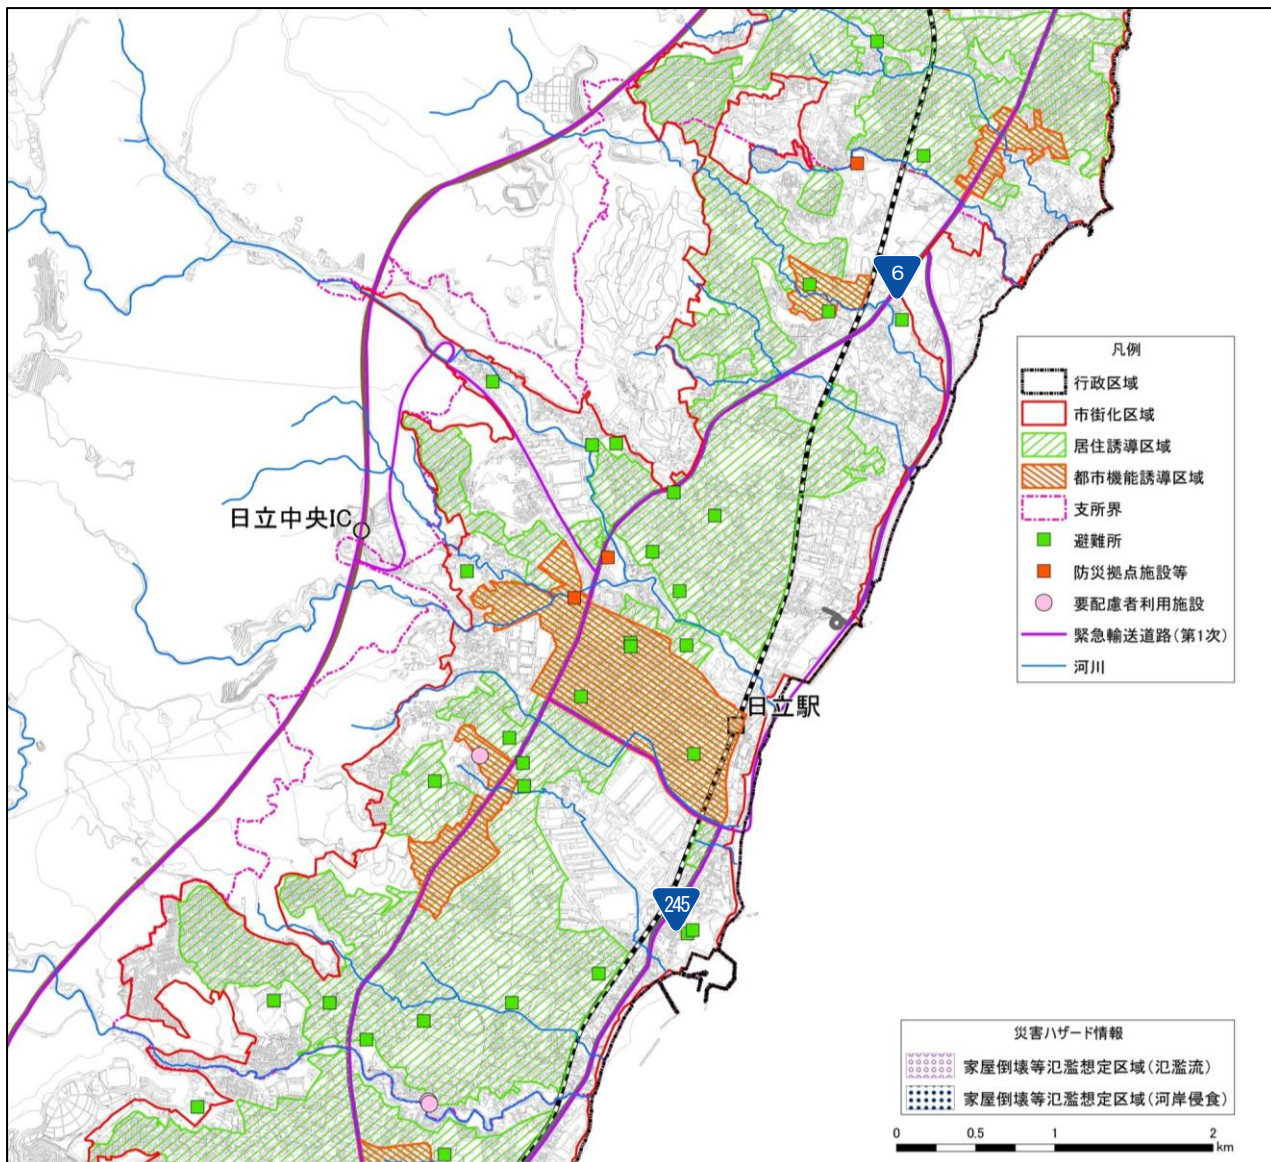 6
日立中央IC
日立駅
245
凡例
行政区域
市街化区域
居住誘導区域
都市機能誘導区域
支所界
避難所
防災拠点施設等
要配慮者利用施設
緊急輸送道路(第1次)
河川
災害ハザード情報
家屋倒壊等氾濫想定区域(氾濫流)
家屋倒壊等氾濫想定区域(河岸侵食)
0 0.5 1 2
km